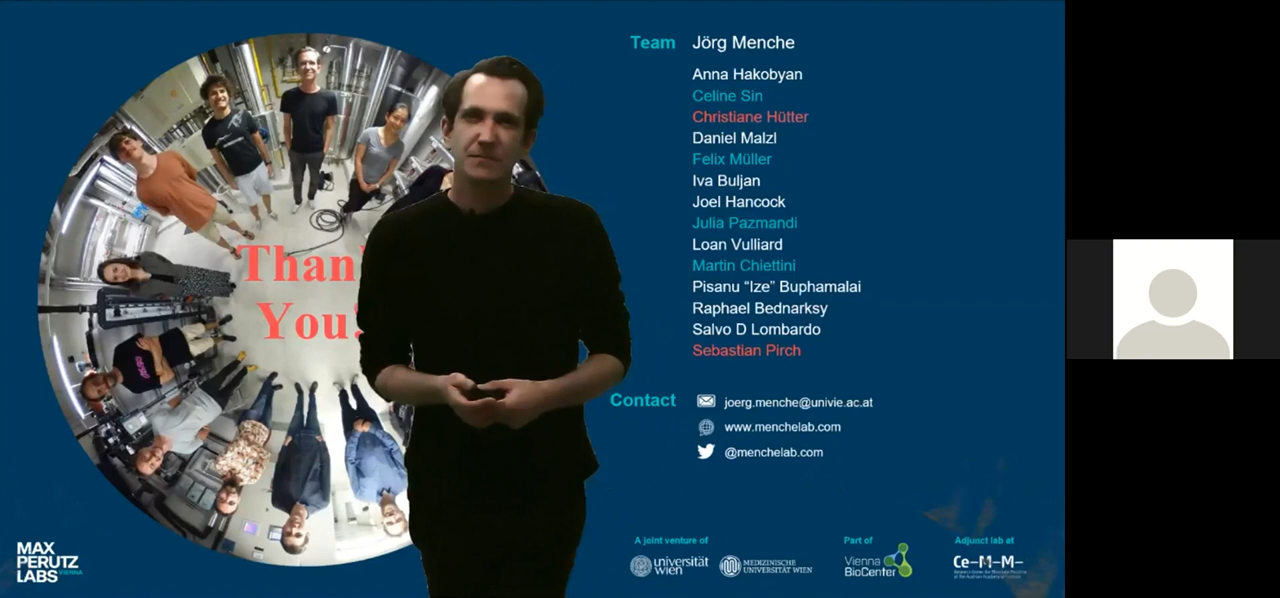 Team
Jörg Menche
Anna Hakobyan
Celine Sin
Christiane Hütter
Daniel Malzl
Felix Müller
Iva Buljan
Joel Hancock
Julia Pazmandi
Loan Vulliard
Martin Chiettini
Pisanu “Ize” Buphamalai
Raphael Bednarksy
Salvo D Lombardo
Sebastian Pirch
You
Contact
joerg.menche@univie.ac.at
www.menchelab.com
@menchelab.com
A joint venture of
universität
wien
MEDIZINISCHE
UNIVERSITÄT WIEN
Part of
Vienna
BioCenter
Adjunct lab at
Ce-M-M-
MAX
PERUTZ
LABS VIENNA